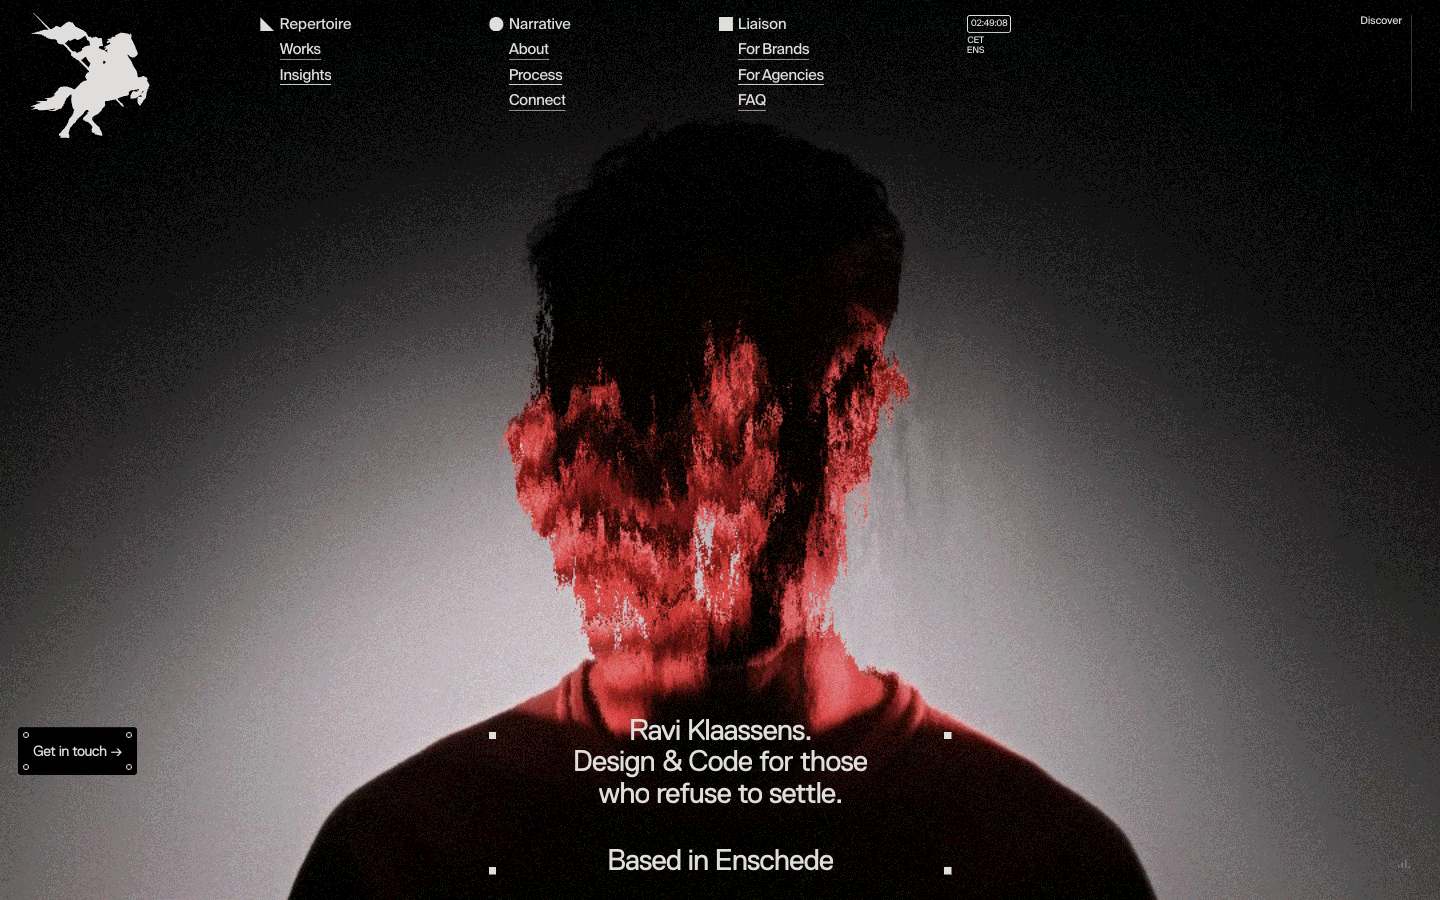 Repertoire
Works
Insights
Narrative
About
Process
Connect
Liaison
For Brands
For Agencies
FAQ
02:49:08
CET
ENS
Discover
Get in touch →
Ravi Klaassens.
Design & Code for those
who refuse to settle.
Based in Enschede